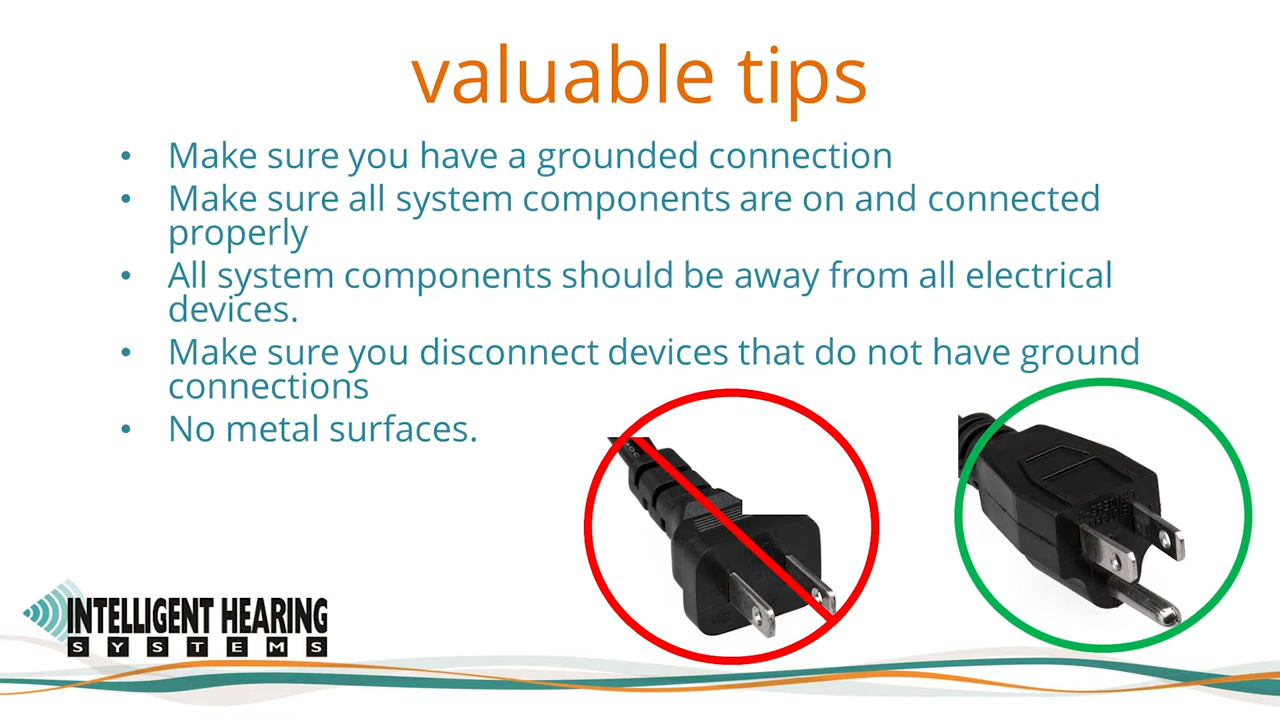 valuable tips
• Make sure you have a grounded connection
• Make sure all system components are on and connected
properly
• All system components should be away from all electrical
devices.
• Make sure you disconnect devices that do not have ground
connections
• No metal surfaces.
INTELLIGENT HEARING
SYSTEMS